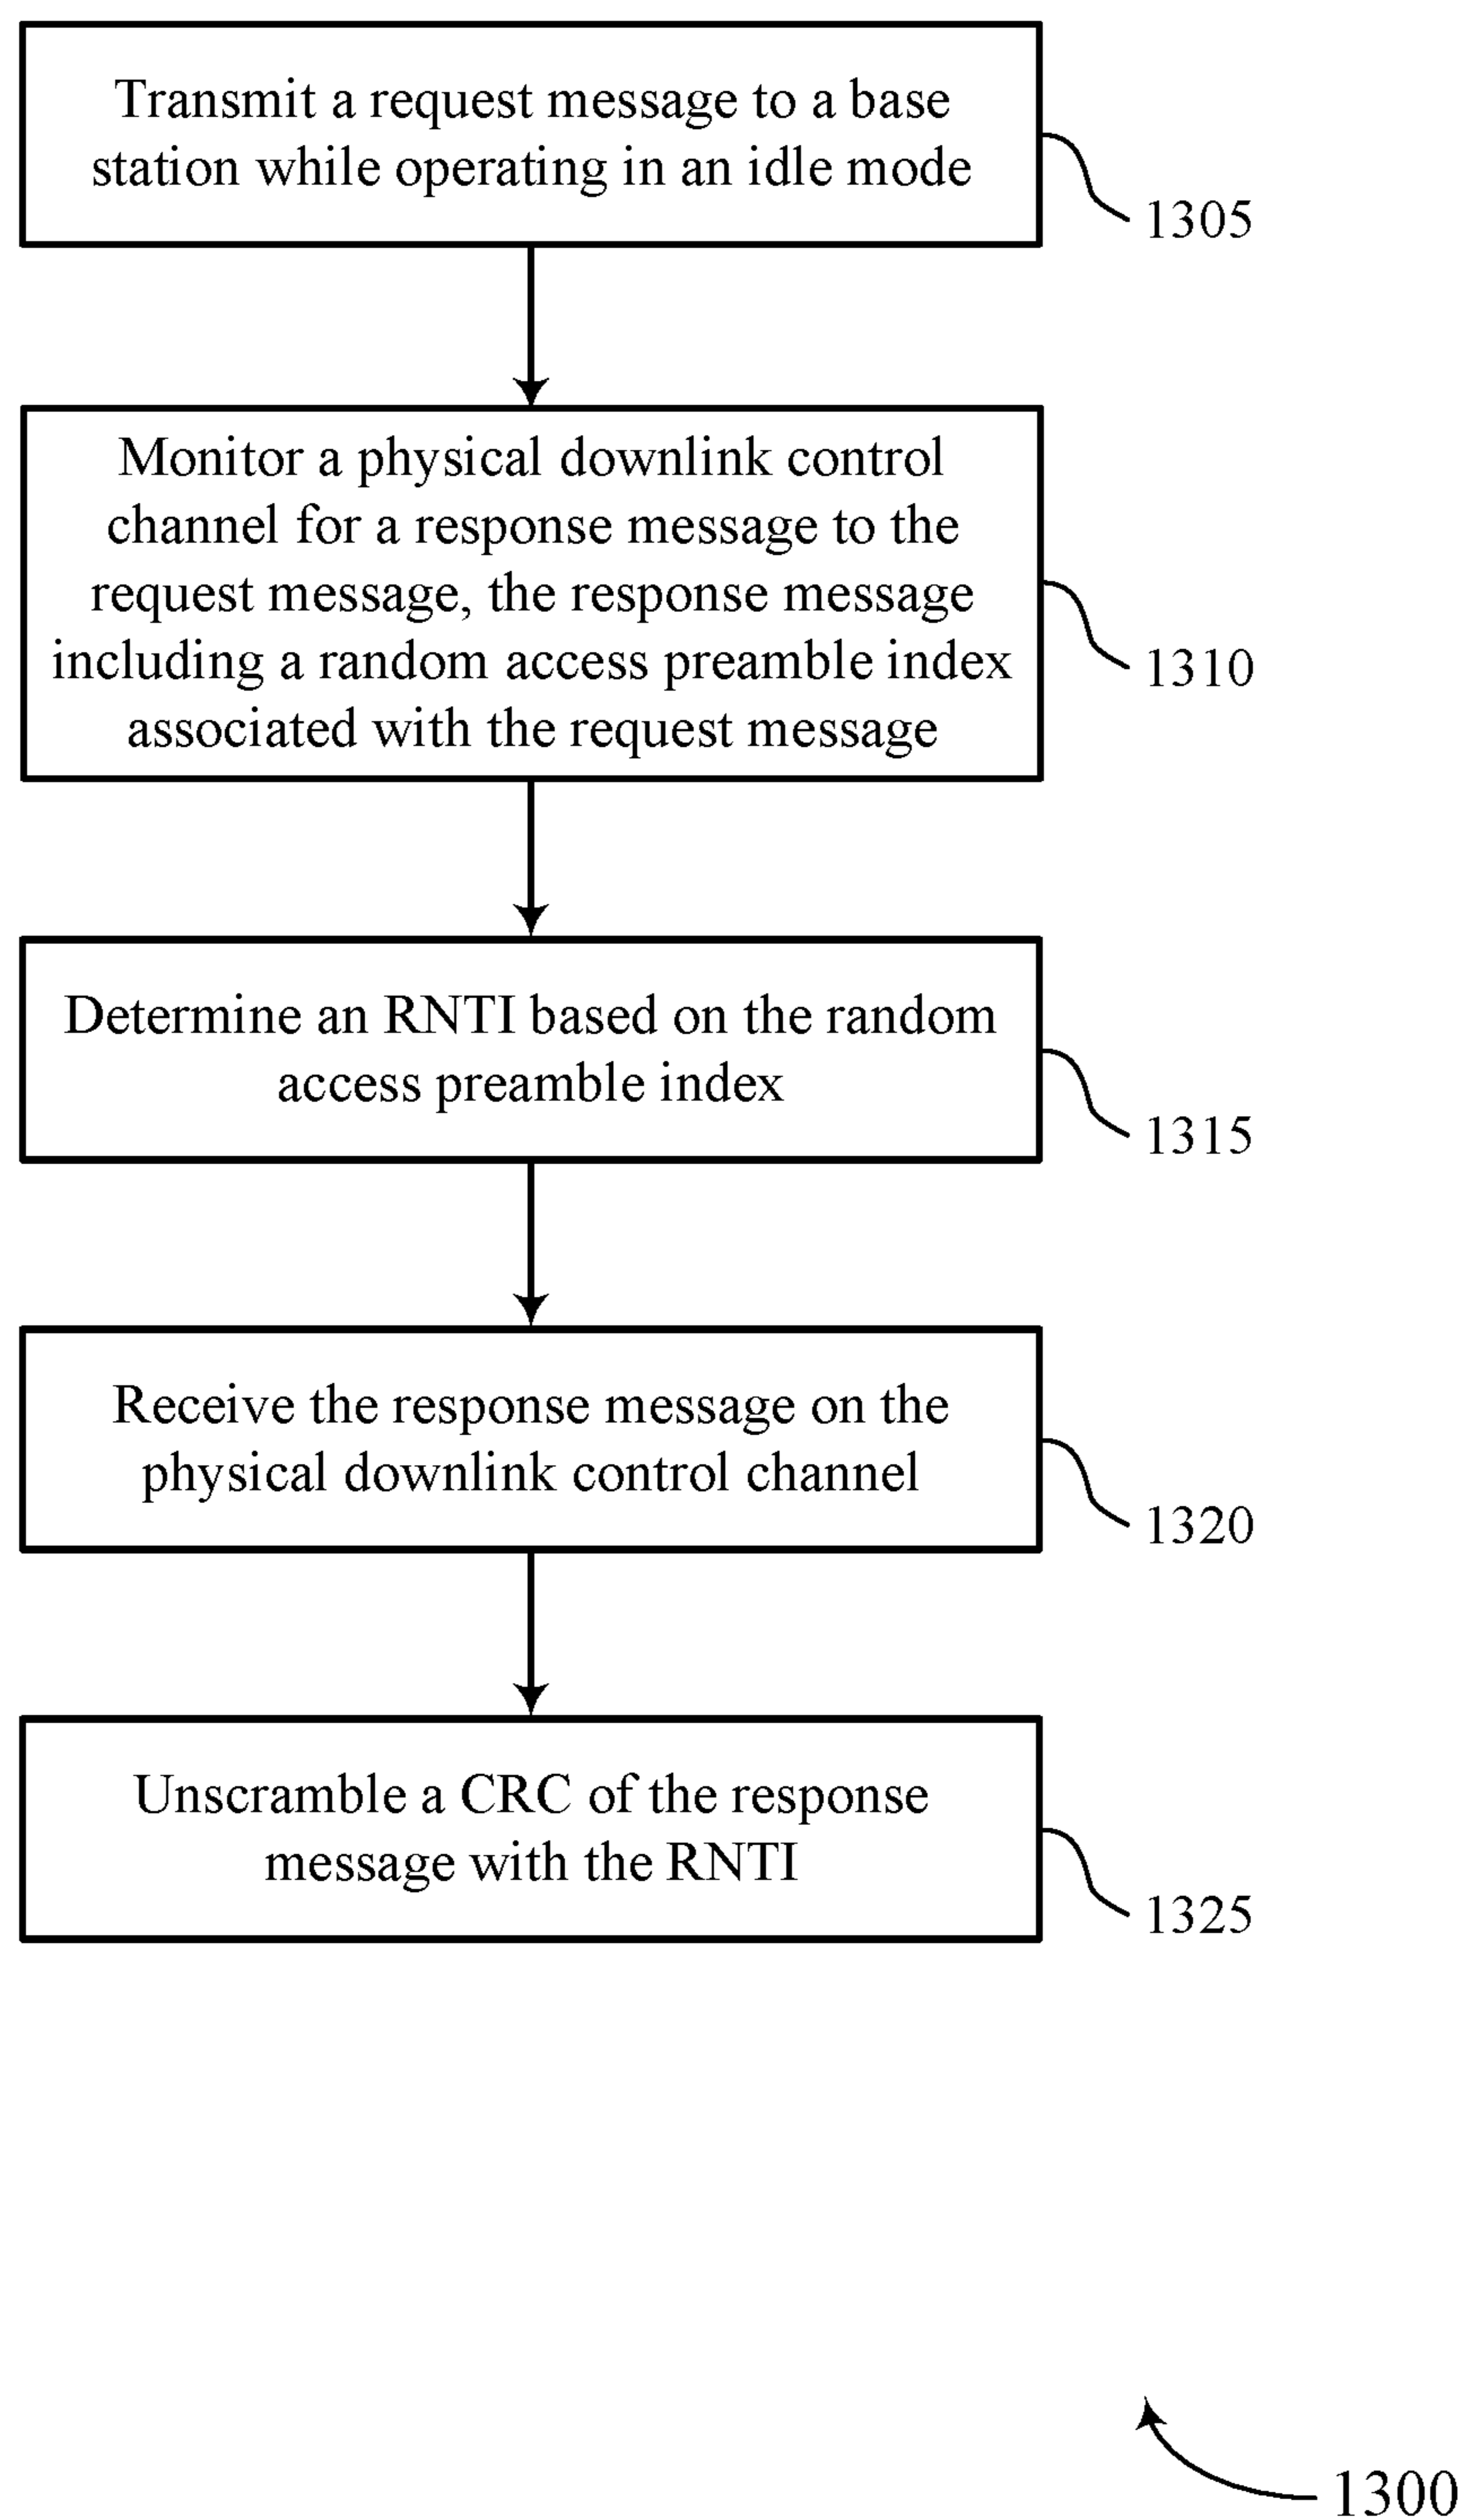 Transmit a request message to a base
station while operating in an idle mode
1305
Monitor a physical downlink control
channel for a response message to the
request message, the response message
including a random access preamble index
associated with the request message
1310
Determine an RNTI based on the random
access preamble index
1315
Receive the response message on the
physical downlink control channel
1320
Unscramble a CRC of the response
message with the RNTI
1325
1300